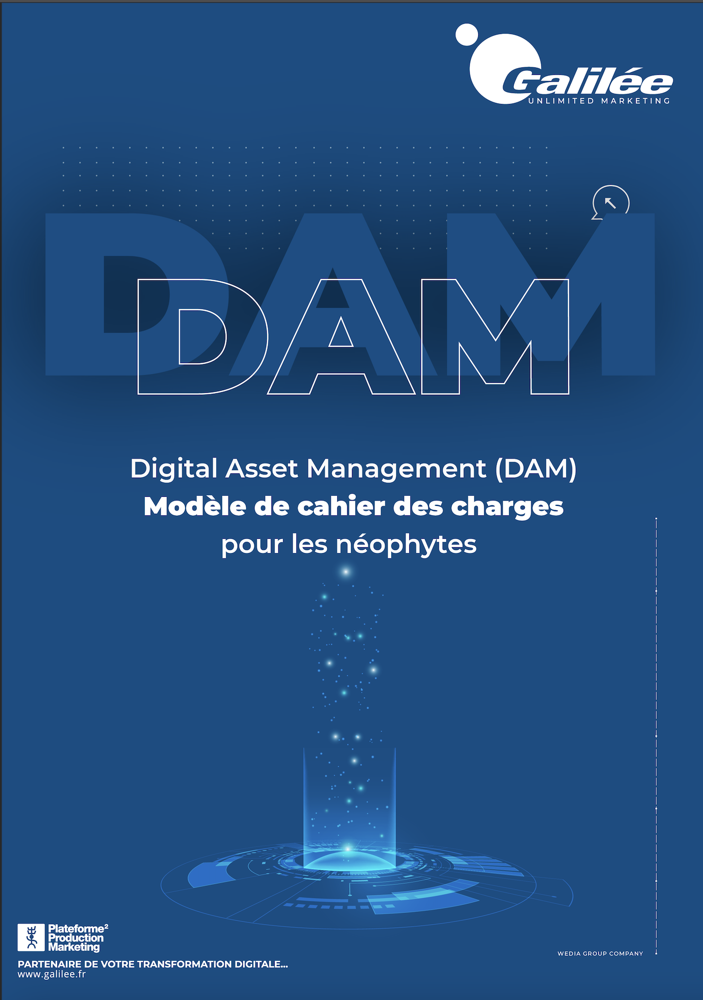 Galilée
UNLIMITED MARKETING
DAM
DAM
Digital Asset Management (DAM)
Modèle de cahier des charges
pour les néophytes
Plateforme²
Production
Marketing
PARTENAIRE DE VOTRE TRANSFORMATION DIGITALE...
www.galilee.fr
WEDIA GROUP COMPANY